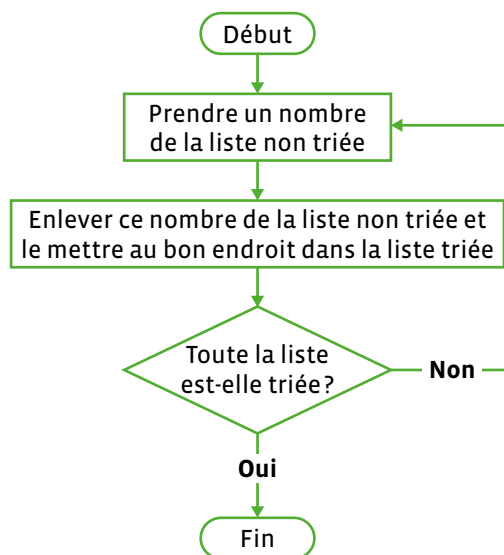 Début
Prendre un nombre
de la liste non triée
Enlever ce nombre de la liste non triée et
le mettre au bon endroit dans la liste triée
Toute la liste
est-elle triée ?
Non
Oui
Fin